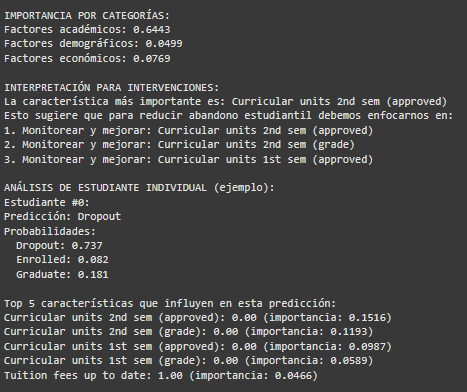 IMPORTANCIA POR CATEGORÍAS:
Factores académicos: 0.6443
Factores demográficos: 0.0499
Factores económicos: 0.0769
INTERPRETACIÓN PARA INTERVENCIONES:
La característica más importante es: Curricular units 2nd sem (approved)
Esto sugiere que para reducir abandono estudiantil debemos enfocarnos en:
1. Monitorear y mejorar: Curricular units 2nd sem (approved)
2. Monitorear y mejorar: Curricular units 2nd sem (grade)
3. Monitorear y mejorar: Curricular units 1st sem (approved)
ANÁLISIS DE ESTUDIANTE INDIVIDUAL (ejemplo):
Estudiante #0:
Predicción: Dropout
Probabilidades:
Dropout: 0.737
Enrolled: 0.082
Graduate: 0.181
Top 5 características que influyen en esta predicción:
Curricular units 2nd sem (approved): 0.00 (importancia: 0.1516)
Curricular units 2nd sem (grade): 0.00 (importancia: 0.1193)
Curricular units 1st sem (approved): 0.00 (importancia: 0.0987)
Curricular units 1st sem (grade): 0.00 (importancia: 0.0589)
Tuition fees up to date: 1.00 (importancia: 0.0466)